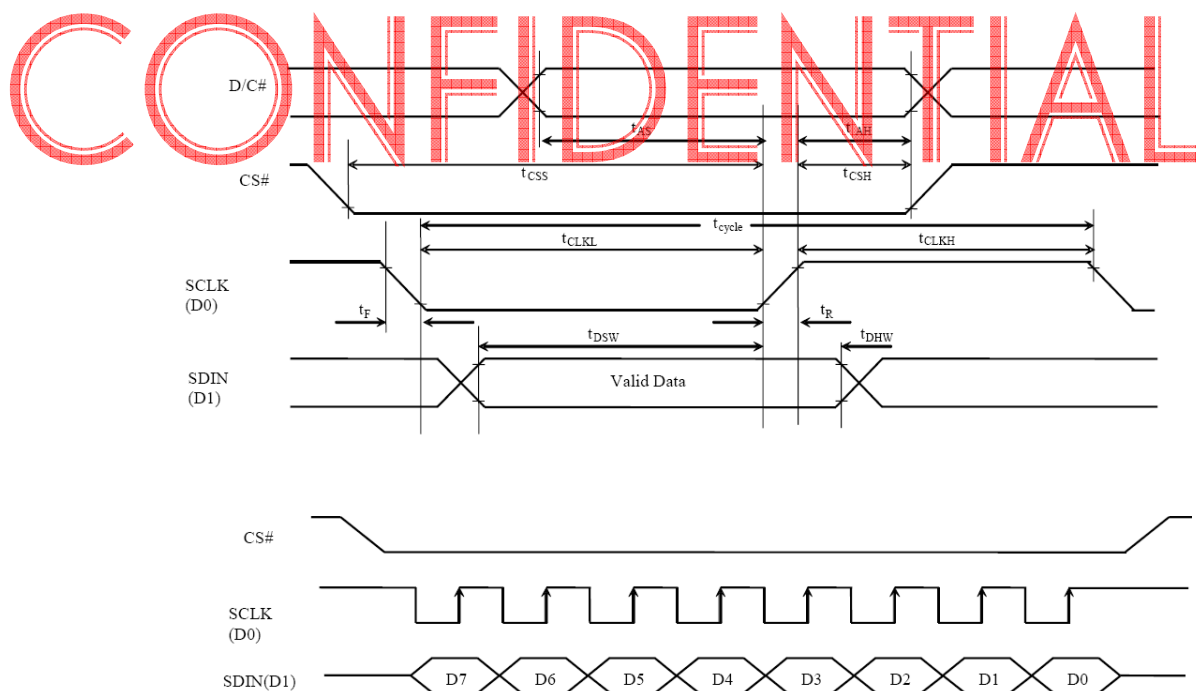 CONFIDENTIAL
D/C#
tAS
tAH
tCSS
tCSH
CS#
tcycle
tCLKL
tCLKH
SCLK
(D0)
tF
tR
tDSW
tDHW
SDIN
(D1)
Valid Data
CS#
SCLK
(D0)
SDIN(D1)
D7 D6 D5 D4 D3 D2 D1 D0